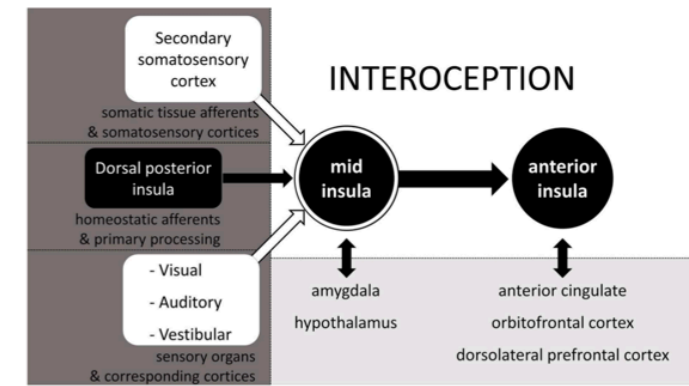 Secondary
somatosensory
cortex
somatic tissue afferents
& somatosensory cortices
INTEROCEPTION
Dorsal posterior
insula
homeostatic afferents
& primary processing
mid
insula
anterior
insula
- Visual
- Auditory
- Vestibular
sensory organs
& corresponding cortices
amygdala
hypothalamus
anterior cingulate
orbitofrontal cortex
dorsolateral prefrontal cortex